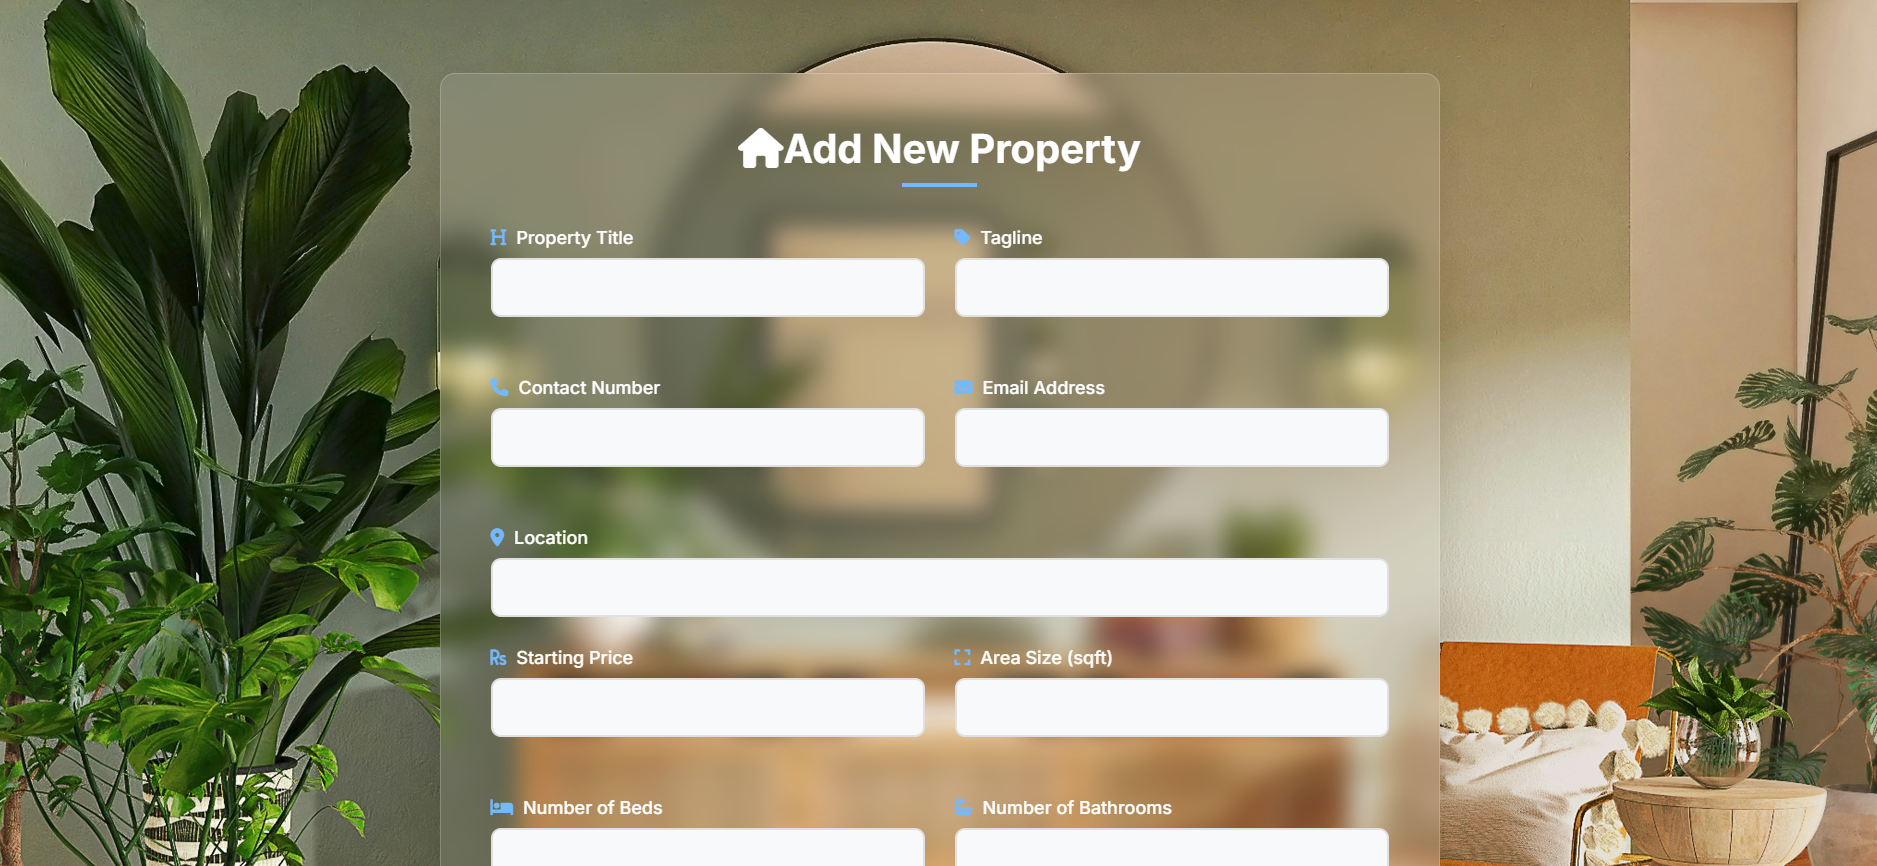 Add New Property
Property Title
Tagline
Contact Number
Email Address
Location
₨ Starting Price
Area Size (sqft)
Number of Beds
Number of Bathrooms